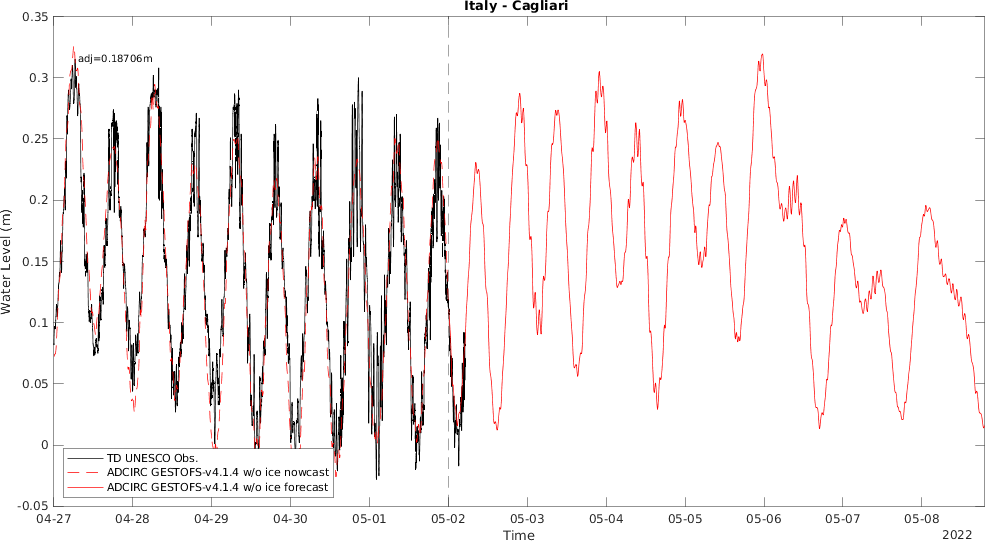 Italy - Cagliari
Water Level (m)
0.35
0.3
0.25
0.2
0.15
0.1
0.05
0
-0.05
adj=0.18706m
TD UNESCO Obs.
ADCIRC GESTOFS-v4.1.4 w/o ice nowcast
ADCIRC GESTOFS-v4.1.4 w/o ice forecast
04-27 04-28 04-29 04-30 05-01 05-02 05-03 05-04 05-05 05-06 05-07 05-08
Time
2022